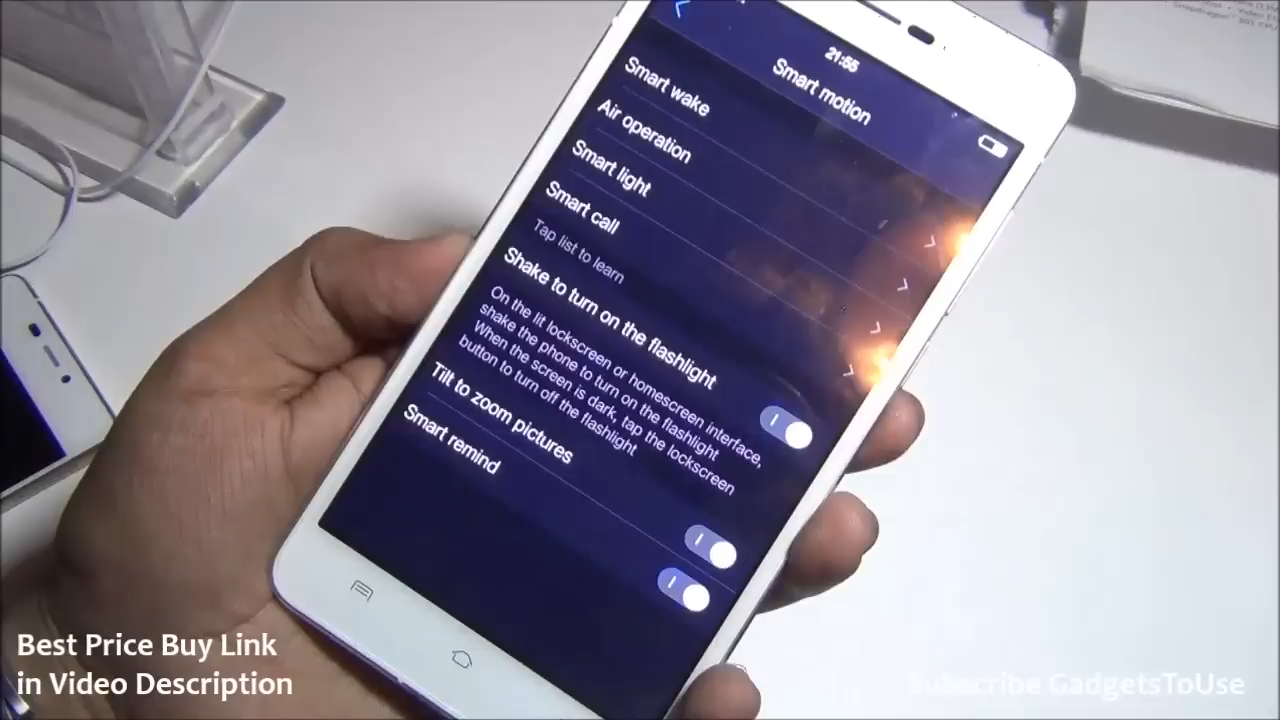 21:55
Smart motion
Smart wake
Air operation
Smart light
Smart call
Tap list to learn
Shake to turn on the flashlight
On the lit lockscreen or homescreen interface,
shake the phone to turn on the flashlight
When the screen is dark, tap the lockscreen
button to turn off the flashlight
Tilt to zoom pictures
Smart remind
Best Price Buy Link
in Video Description
Subscribe GadgetsToUse